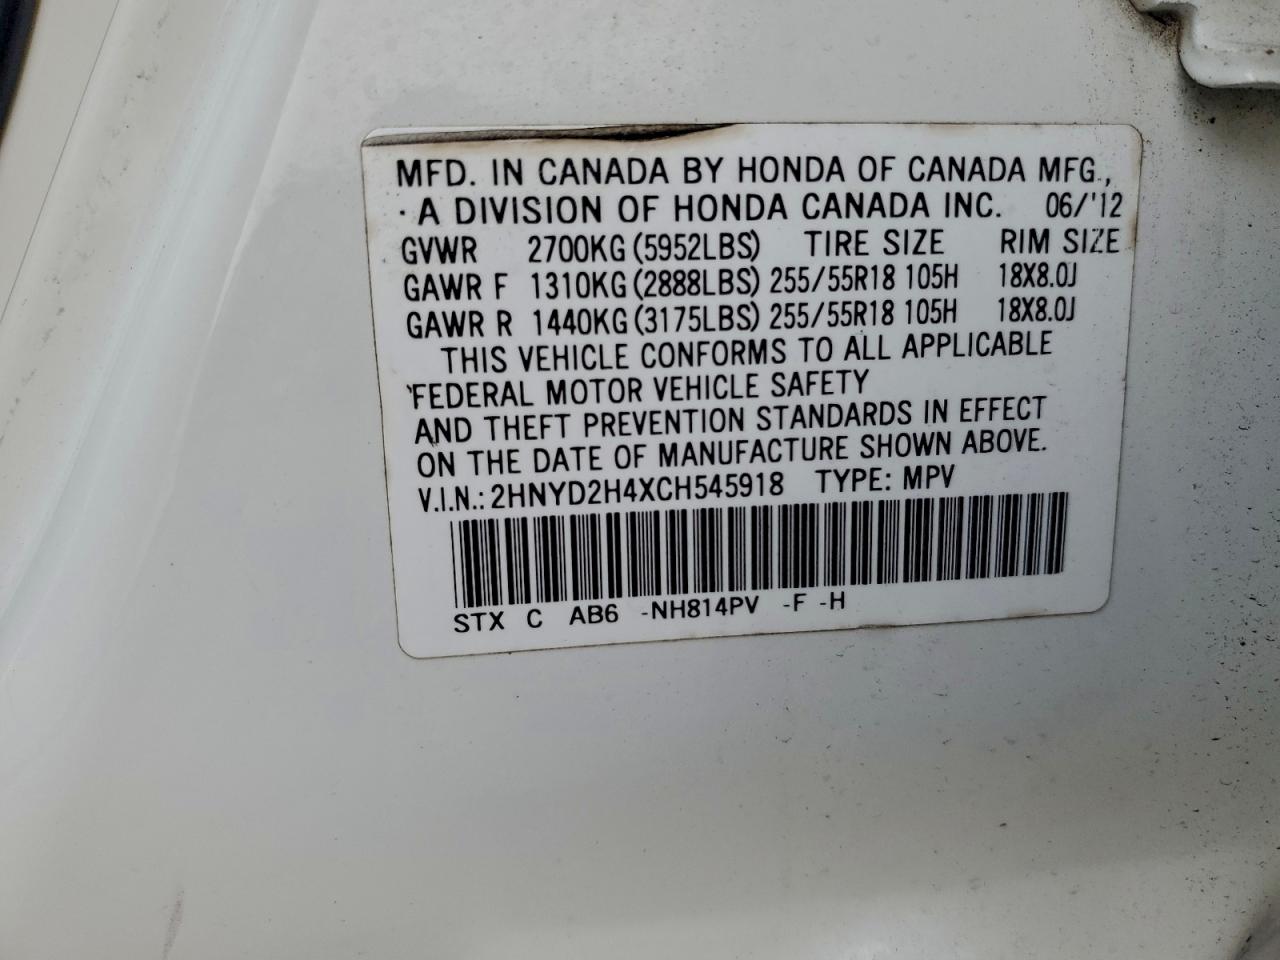 MFD. IN CANADA BY HONDA OF CANADA MFG.,
A DIVISION OF HONDA CANADA INC. 06/'12
GVWR 2700KG (5952LBS) TIRE SIZE RIM SIZE
GAWR F 1310KG (2888LBS) 255/55R18 105H 18X8.0J
GAWR R 1440KG (3175LBS) 255/55R18 105H 18X8.0J
THIS VEHICLE CONFORMS TO ALL APPLICABLE
FEDERAL MOTOR VEHICLE SAFETY
AND THEFT PREVENTION STANDARDS IN EFFECT
ON THE DATE OF MANUFACTURE SHOWN ABOVE.
V.I.N.: 2HNYD2H4XCH545918 TYPE: MPV
STX C AB6 -NH814PV -F -H